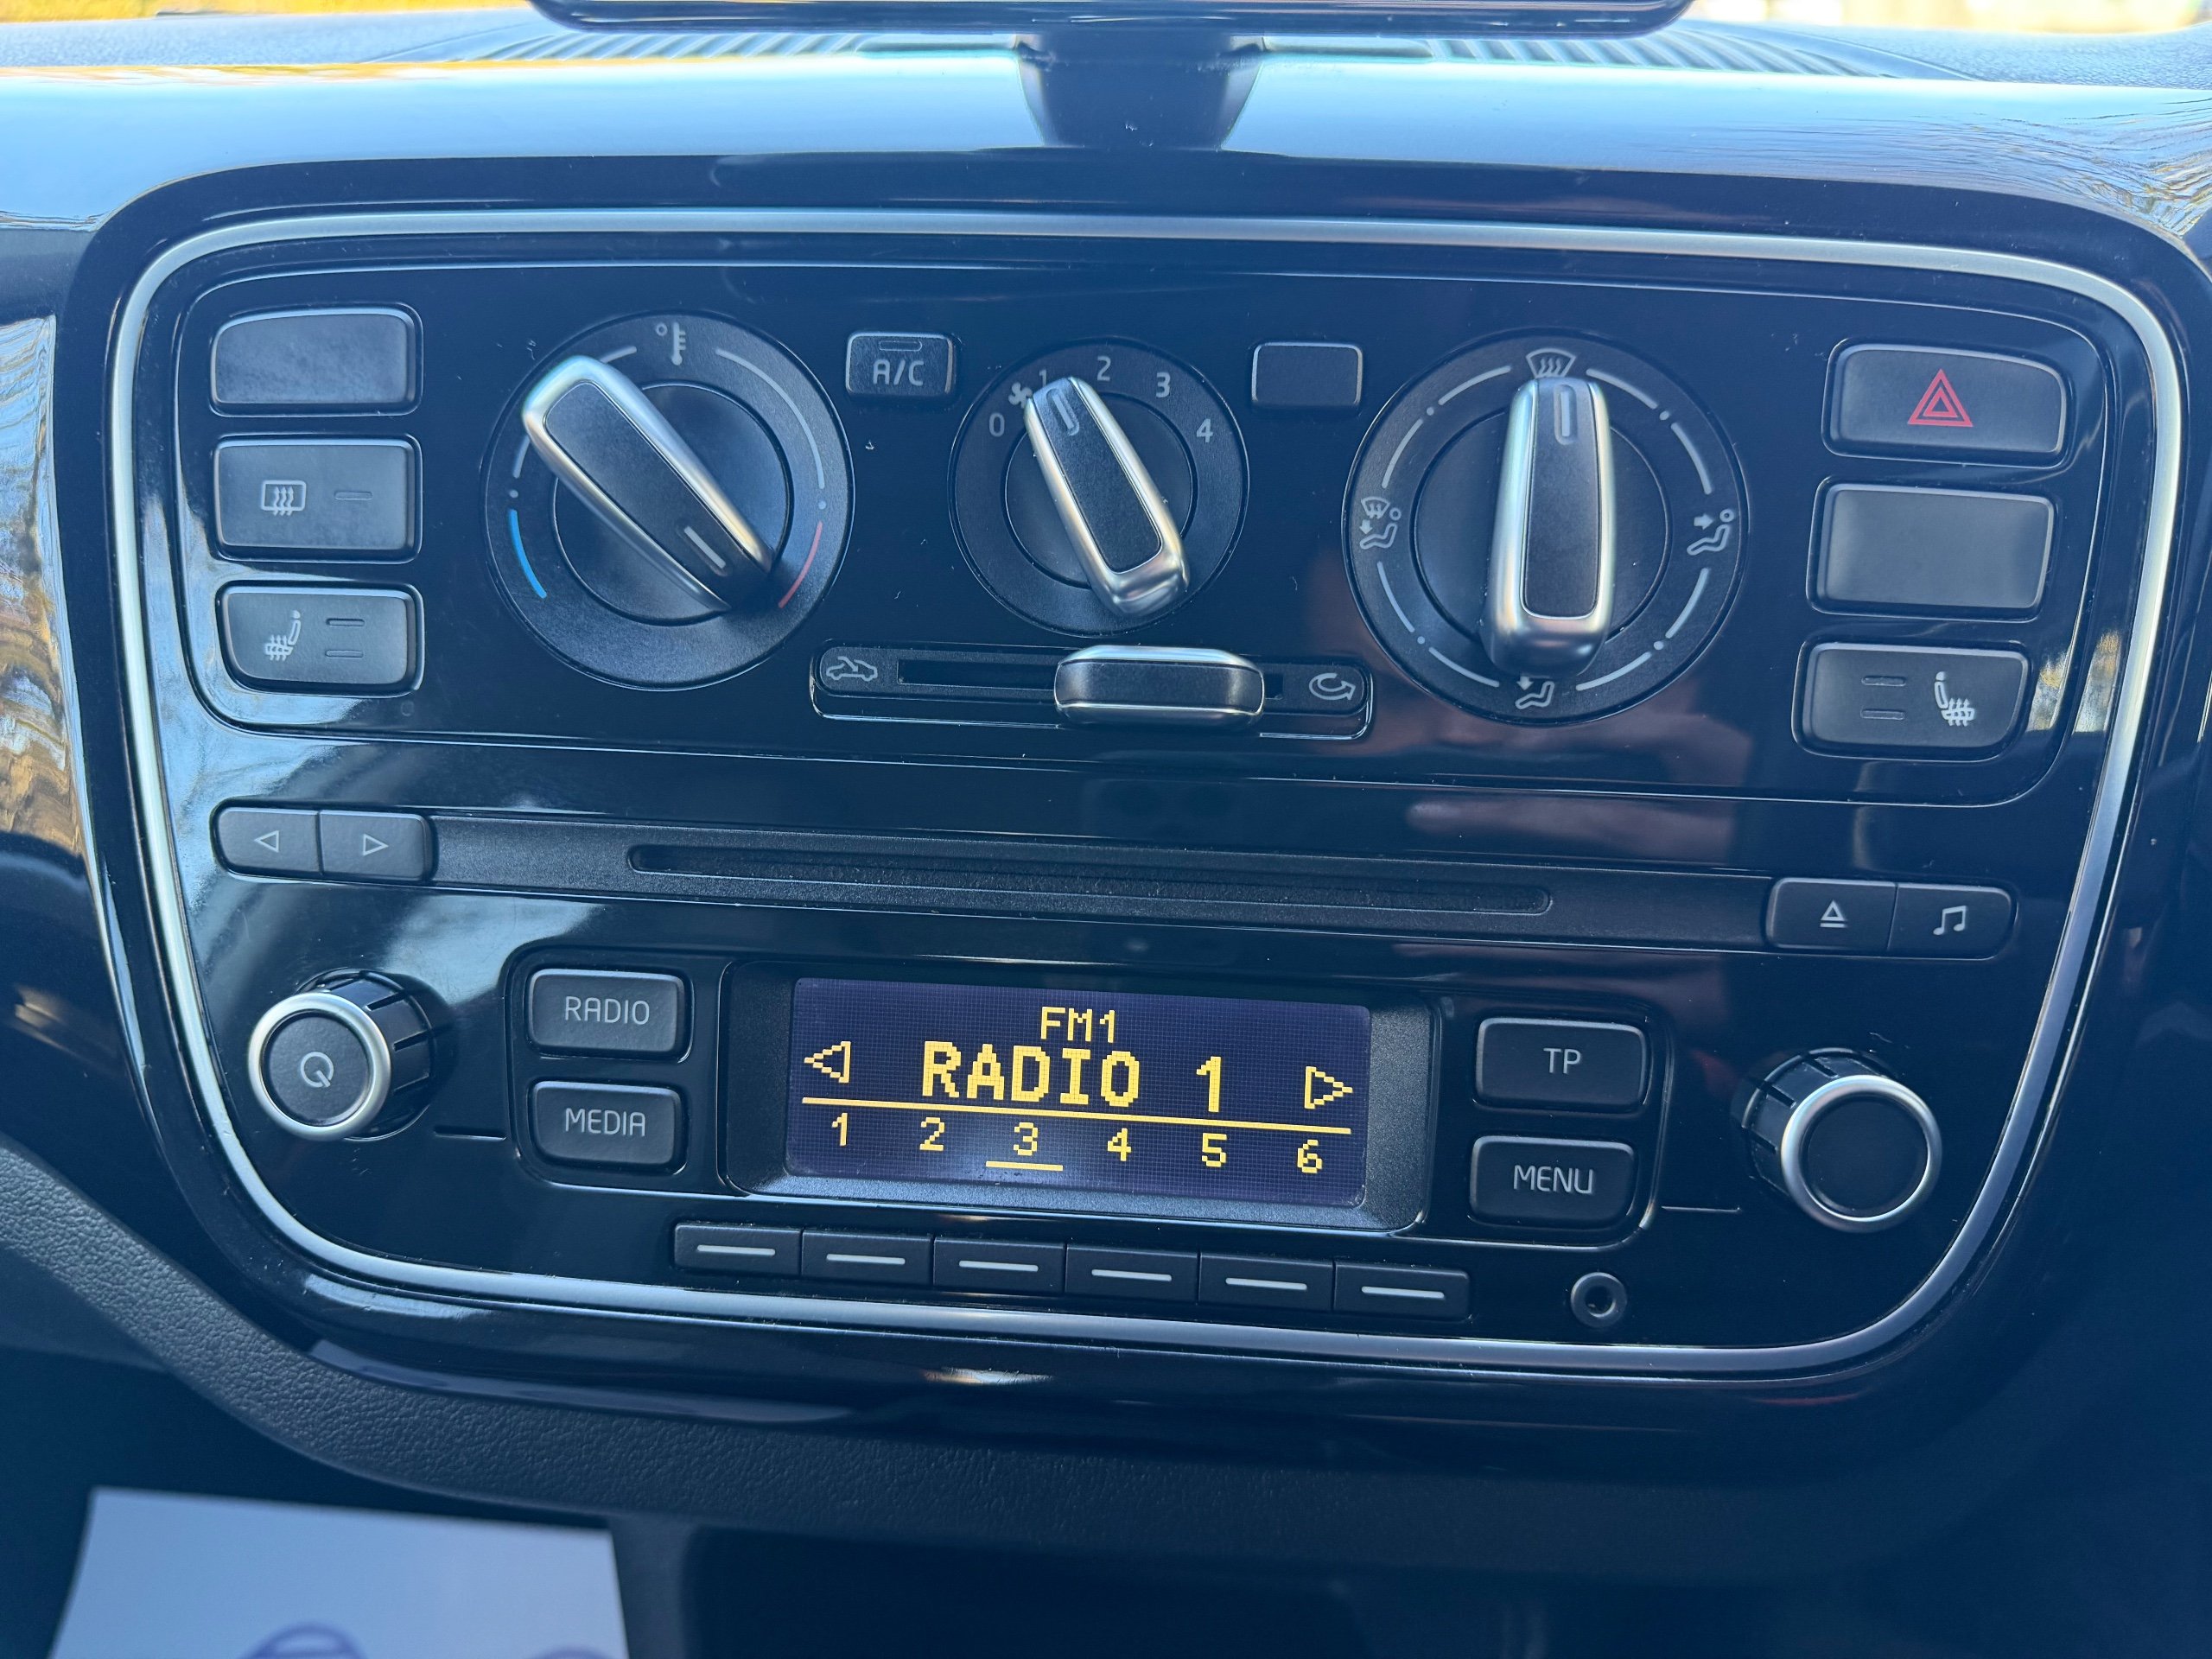 A/C
0 1 2 3 4
RADIO
MEDIA
FM1
RADIO 1
1 2 3 4 5 6
TP
MENU